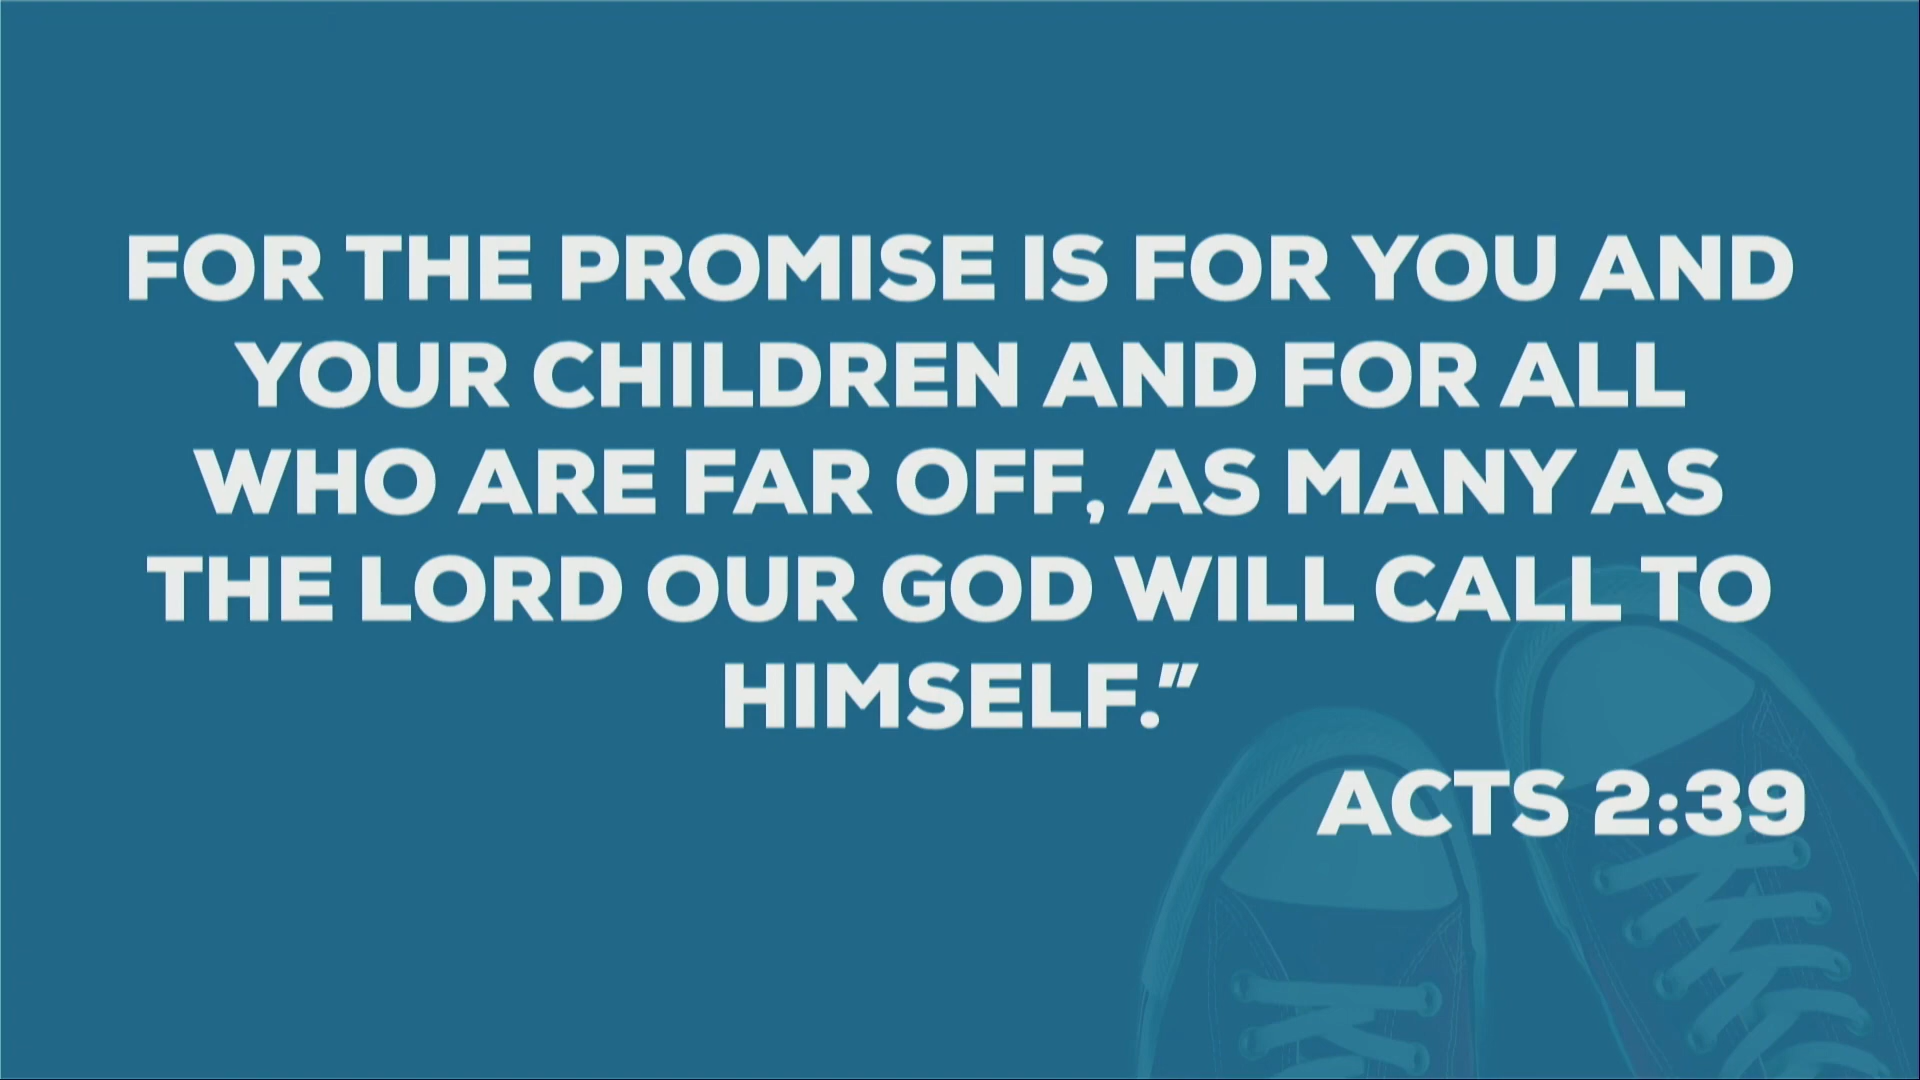 FOR THE PROMISE IS FOR YOU AND
YOUR CHILDREN AND FOR ALL
WHO ARE FAR OFF, AS MANY AS
THE LORD OUR GOD WILL CALL TO
HIMSELF.”
ACTS 2:39